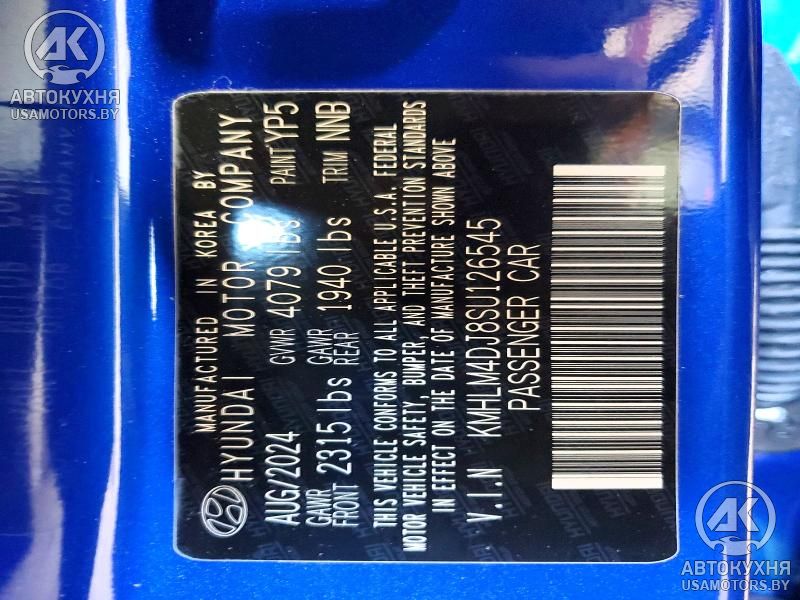 MANUFACTURED IN KOREA BY
HYUNDAI MOTOR COMPANY
AUG/2024 GVWR 4079 lbs PAINT YP5
GAWR FRONT 2315 lbs GAWR REAR 1940 lbs TRIM NNB
THIS VEHICLE CONFORMS TO ALL APPLICABLE U.S.A. FEDERAL
MOTOR VEHICLE SAFETY, BUMPER, AND THEFT PREVENTION STANDARDS
IN EFFECT ON THE DATE OF MANUFACTURE SHOWN ABOVE
V.I.N KMHLM4DJ8SU126545
PASSENGER CAR
АК
АВТОКУХНЯ
USAMOTORS.BY
АК
АВТОКУХНЯ
USAMOTORS.BY